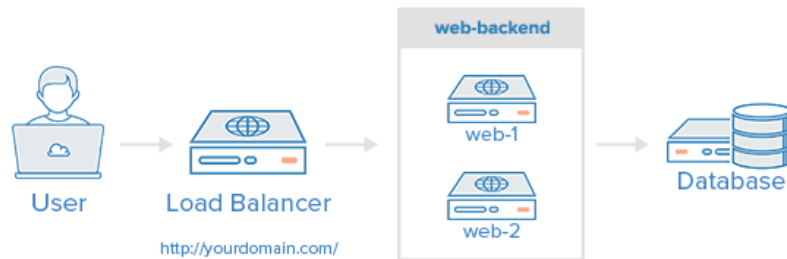 web-backend
web-1
User
Load Balancer
web-2
Database
http://yourdomain.com/